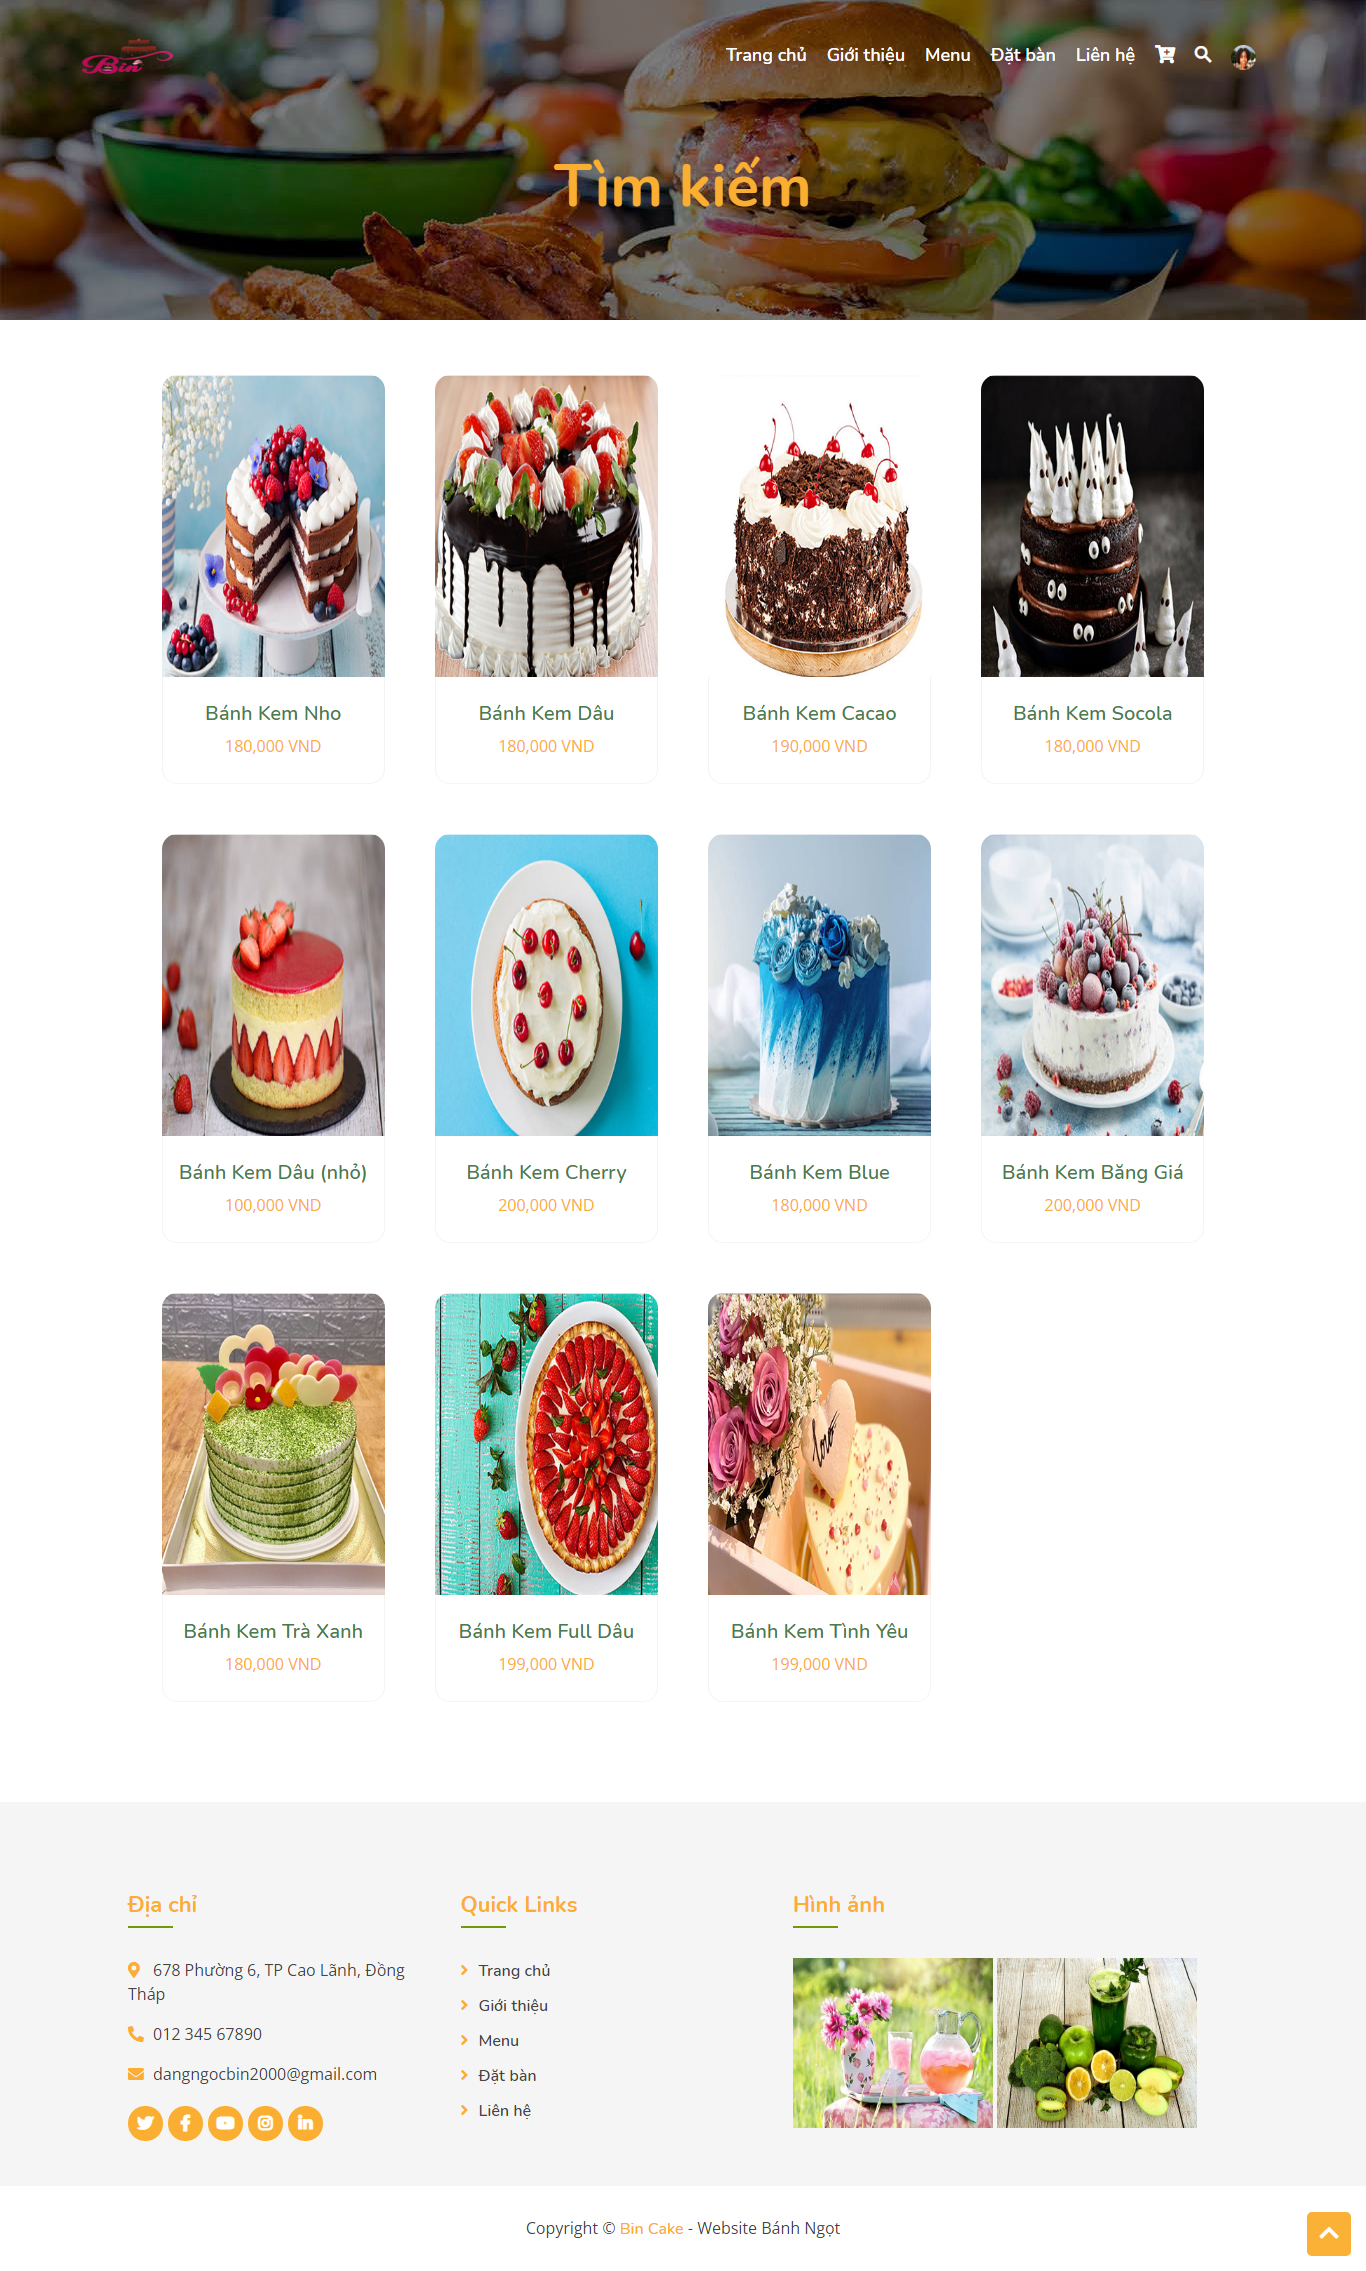 Bin
Trang chủ Giới thiệu Menu Đặt bàn Liên hệ
Tìm kiếm
Bánh Kem Nho
180,000 VND
Bánh Kem Dâu
180,000 VND
Bánh Kem Cacao
190,000 VND
Bánh Kem Socola
180,000 VND
Bánh Kem Dâu (nhỏ)
100,000 VND
Bánh Kem Cherry
200,000 VND
Bánh Kem Blue
180,000 VND
Bánh Kem Băng Giá
200,000 VND
Bánh Kem Trà Xanh
180,000 VND
Bánh Kem Full Dâu
199,000 VND
love
Bánh Kem Tình Yêu
199,000 VND
Địa chỉ
678 Phường 6, TP Cao Lãnh, Đồng
Tháp
012 345 67890
dangngocbin2000@gmail.com
Quick Links
Trang chủ
Giới thiệu
Menu
Đặt bàn
Liên hệ
Hình ảnh
Copyright © Bin Cake - Website Bánh Ngọt